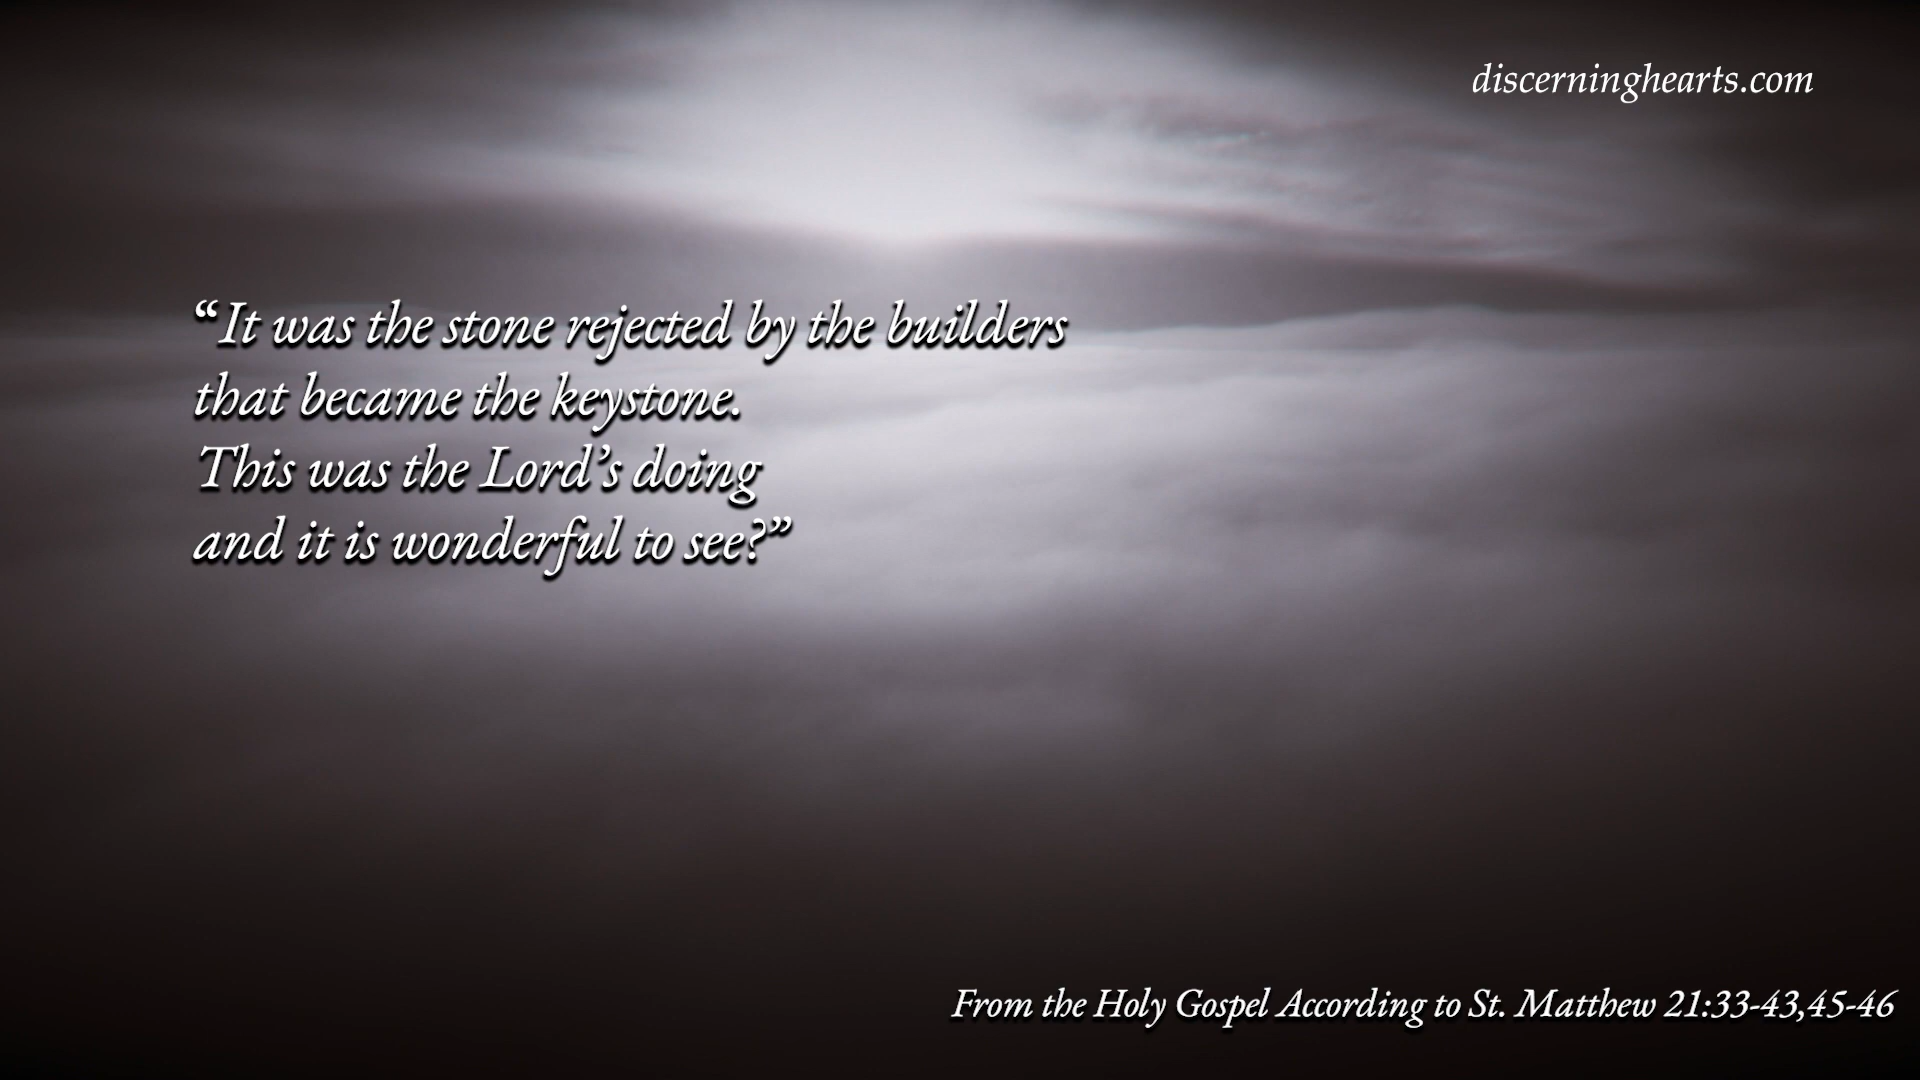 discerninghearts.com
“It was the stone rejected by the builders
that became the keystone.
This was the Lord’s doing
and it is wonderful to see?”
From the Holy Gospel According to St. Matthew 21:33-43,45-46